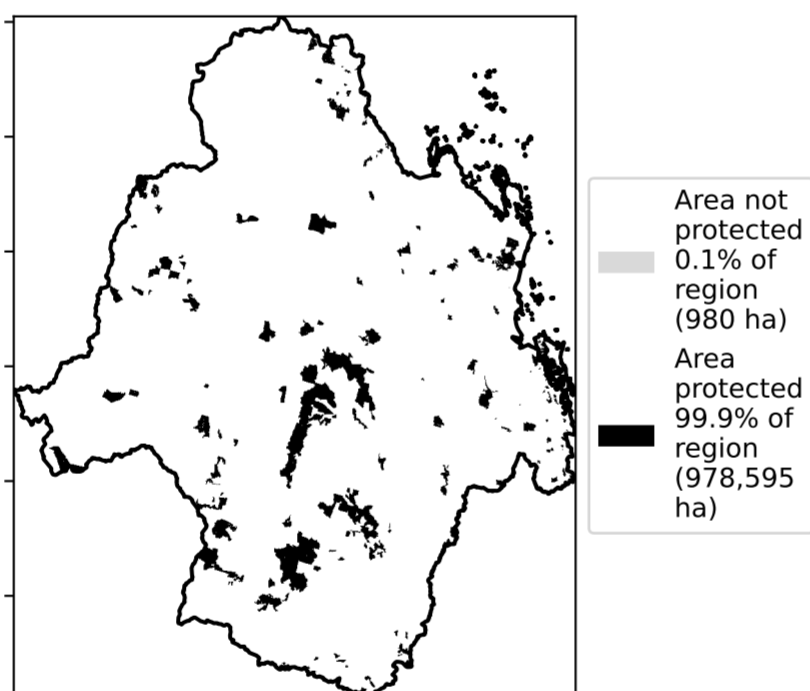 Area not
protected
0.1% of
region
(980 ha)
Area
protected
99.9% of
region
(978,595
ha)